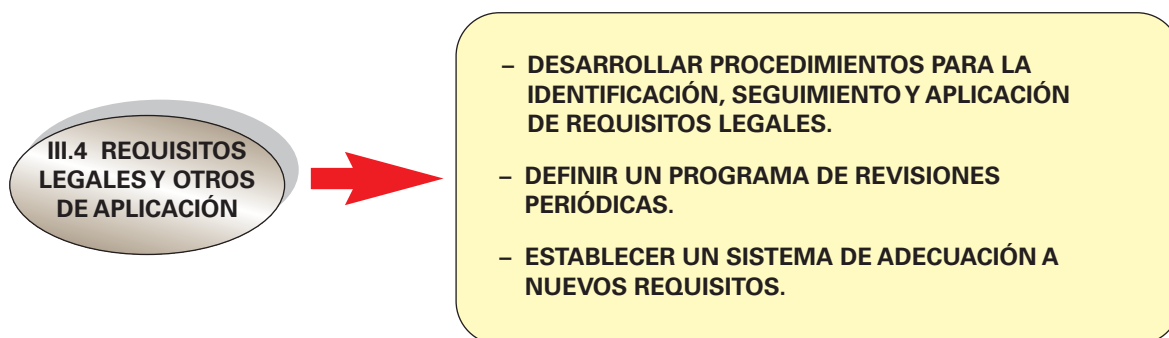 III.4 REQUISITOS
LEGALES Y OTROS
DE APLICACIÓN
– DESARROLLAR PROCEDIMIENTOS PARA LA
IDENTIFICACIÓN, SEGUIMIENTO Y APLICACIÓN
DE REQUISITOS LEGALES.
– DEFINIR UN PROGRAMA DE REVISIONES
PERIÓDICAS.
– ESTABLECER UN SISTEMA DE ADECUACIÓN A
NUEVOS REQUISITOS.